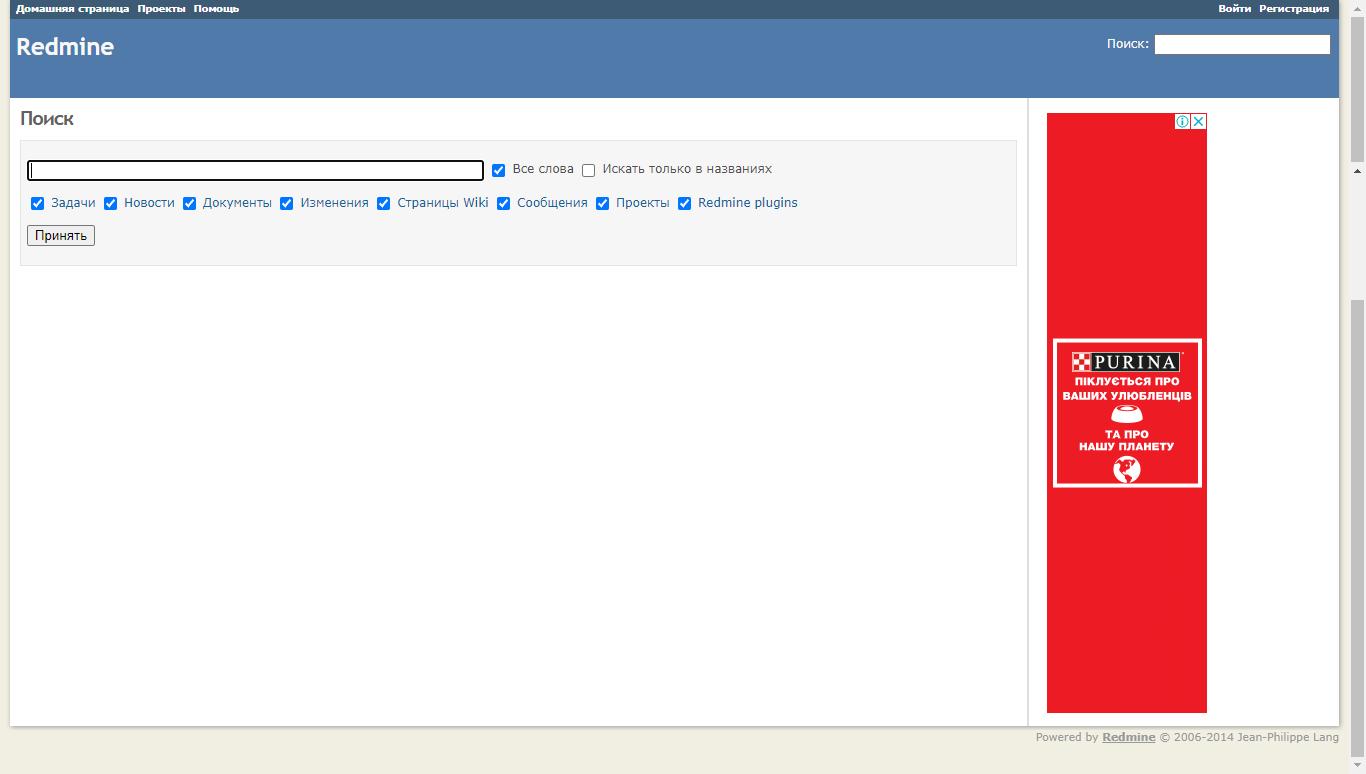 Домашняя страница Проекты Помощь Войти Регистрация
Redmine Поиск:
Поиск
Все слова Искать только в названиях
Задачи Новости Документы Изменения Страницы Wiki Сообщения Проекты Redmine plugins
Принять
PURINA
ПІКЛУЄТЬСЯ ПРО
ВАШИХ УЛЮБЛЕНЦІВ
ТА ПРО
НАШУ ПЛАНЕТУ
Powered by Redmine © 2006-2014 Jean-Philippe Lang